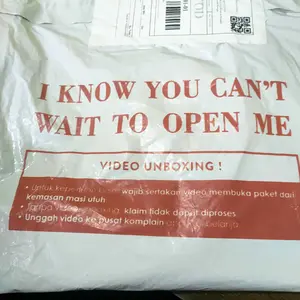 I KNOW YOU CAN'T
WAIT TO OPEN ME
VIDEO UNBOXING !
Untuk wajib sertakan video membuka paket dari
kemasan masi utuh
klaim tidak dapat diproses
Unggah video ke pusat komplain